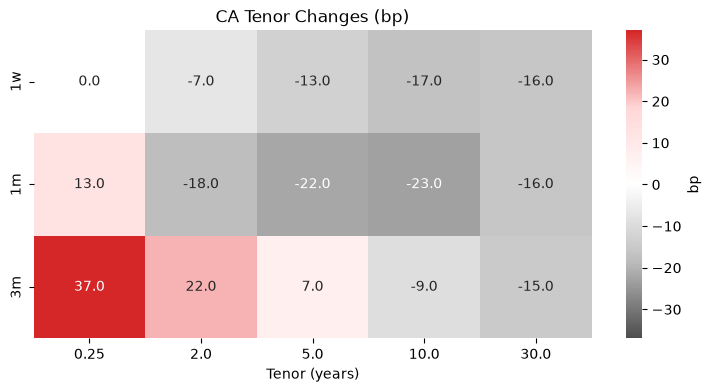 CA Tenor Changes (bp)
1w 0.0 -7.0 -13.0 -17.0 -16.0
1m 13.0 -18.0 -22.0 -23.0 -16.0
3m 37.0 22.0 7.0 -9.0 -15.0
0.25 2.0 5.0 10.0 30.0
Tenor (years)
30
20
10
0
−10
−20
−30
bp